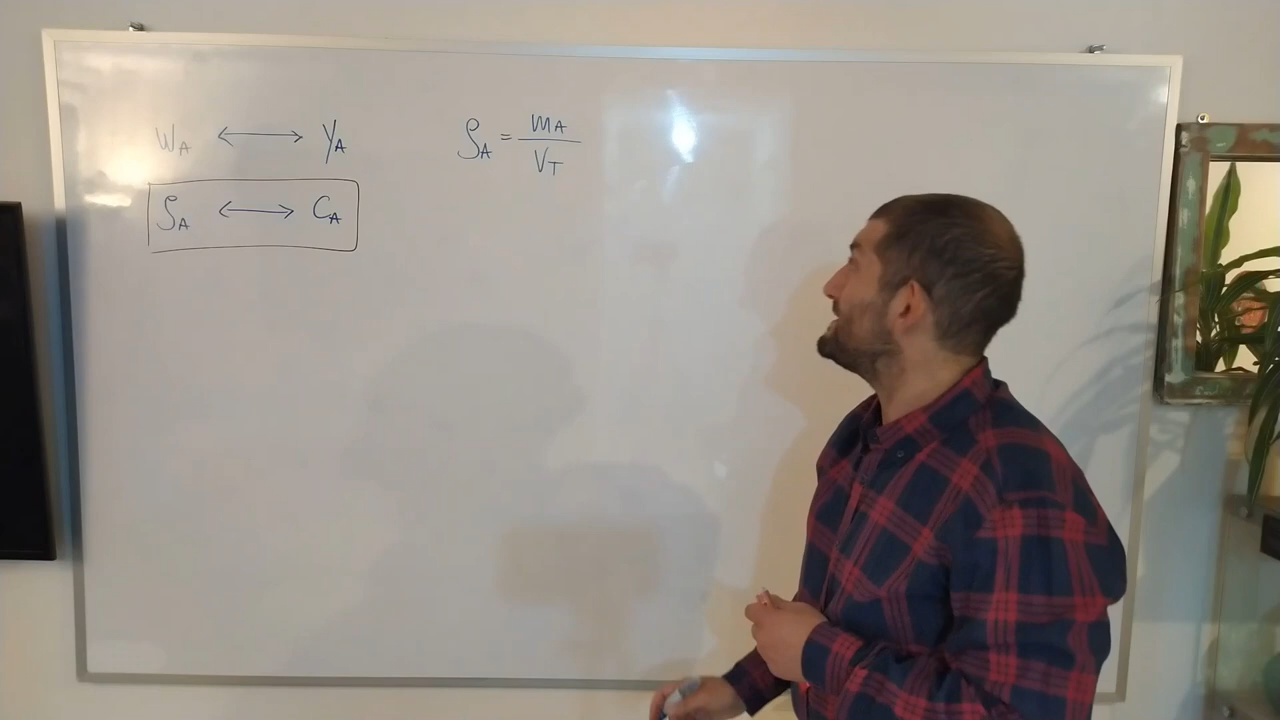 W_A ⟷ Y_A
ρ_A ⟷ C_A
ρ_A = m_A / V_T